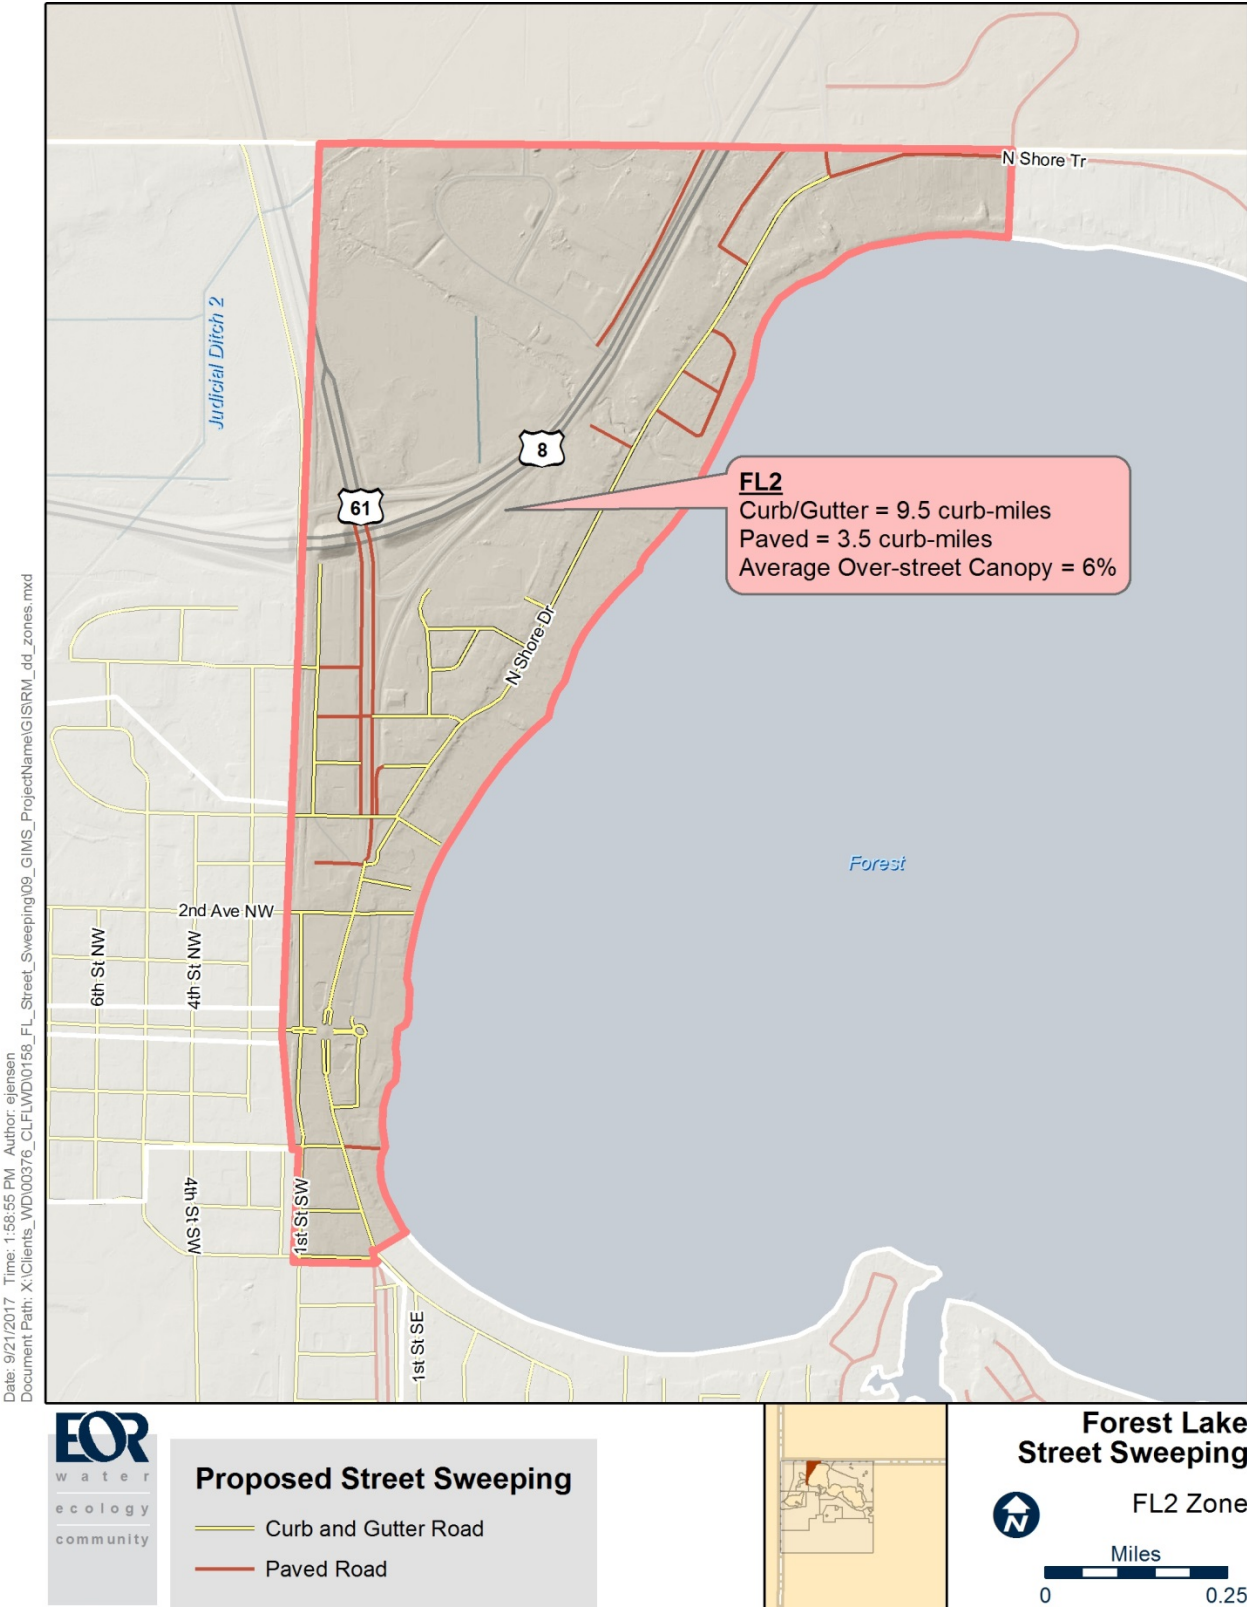 N Shore Tr
Judicial Ditch 2
8
61
FL2
Curb/Gutter = 9.5 curb-miles
Paved = 3.5 curb-miles
Average Over-street Canopy = 6%
N Shore Dr
Forest
2nd Ave NW
6th St NW
4th St NW
4th St SW
1st St SW
1st St SE
Date: 9/21/2017 Time: 1:58:55 PM Author: ejensen
Document Path: X:\Clients_WD\00376_CLFLWD\0158_FL_Street_Sweeping\09_GIMS_ProjectName\GIS\RM_dd_zones.mxd
EOR
water
ecology
community
Proposed Street Sweeping
Curb and Gutter Road
Paved Road
Forest Lake
Street Sweeping
N
FL2 Zone
Miles
0 0.25